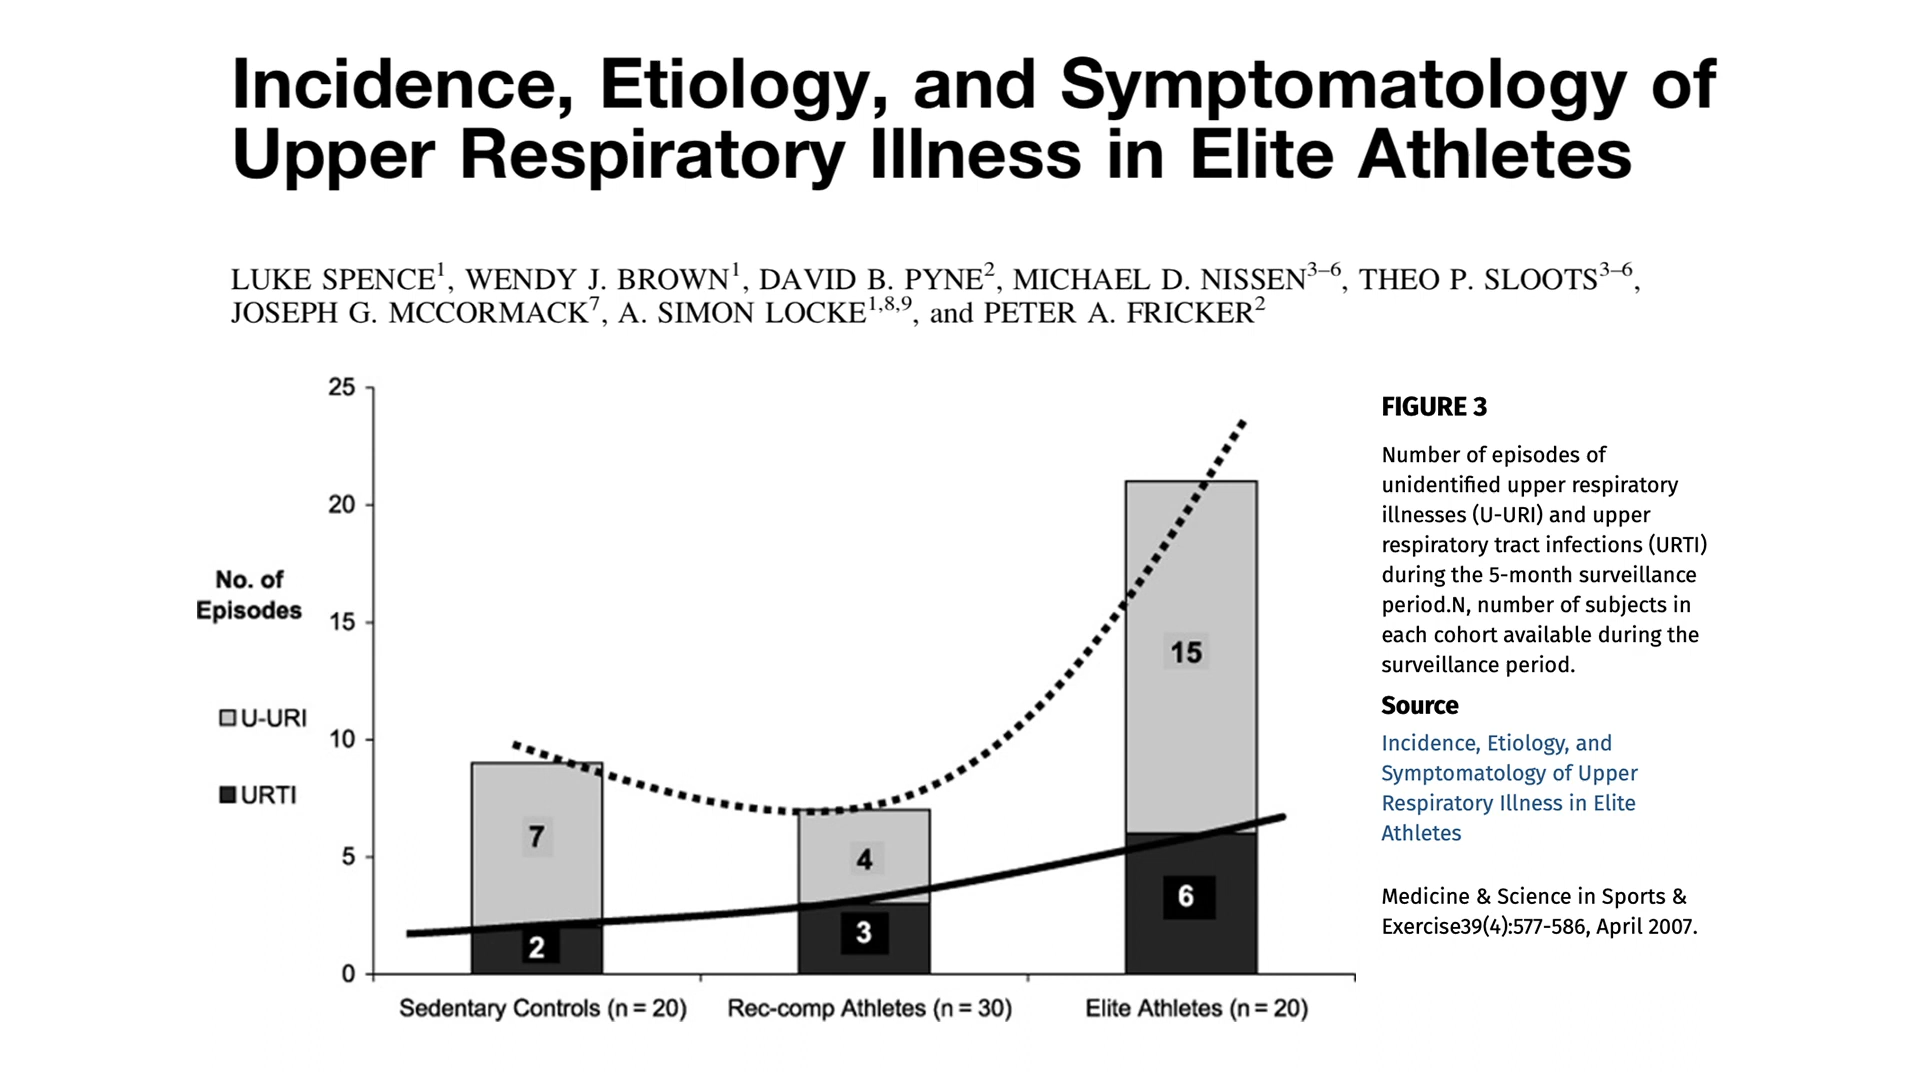 Incidence, Etiology, and Symptomatology of
Upper Respiratory Illness in Elite Athletes
LUKE SPENCE1, WENDY J. BROWN1, DAVID B. PYNE2, MICHAEL D. NISSEN3–6, THEO P. SLOOTS3–6,
JOSEPH G. MCCORMACK7, A. SIMON LOCKE1,8,9, and PETER A. FRICKER2
25
20
15
10
5
0
No. of
Episodes
U-URI
URTI
7
2
4
3
15
6
Sedentary Controls (n = 20)
Rec-comp Athletes (n = 30)
Elite Athletes (n = 20)
FIGURE 3
Number of episodes of
unidentified upper respiratory
illnesses (U-URI) and upper
respiratory tract infections (URTI)
during the 5-month surveillance
period.N, number of subjects in
each cohort available during the
surveillance period.
Source
Incidence, Etiology, and
Symptomatology of Upper
Respiratory Illness in Elite
Athletes
Medicine & Science in Sports &
Exercise39(4):577-586, April 2007.